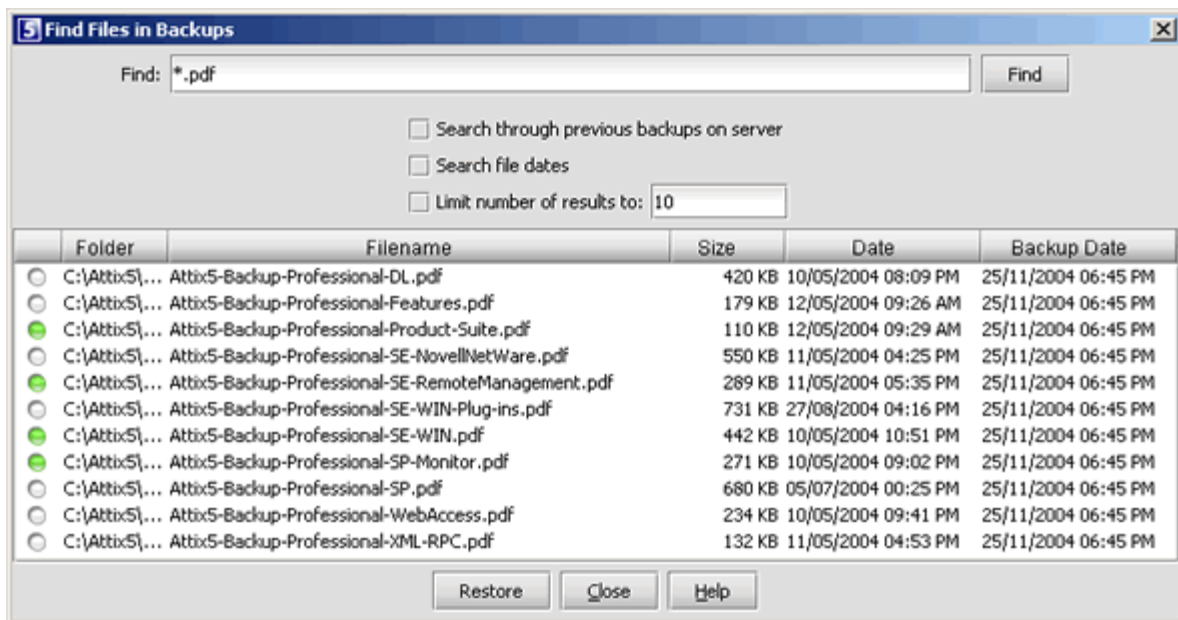 5 Find Files in Backups
Find: *.pdf Find
Search through previous backups on server
Search file dates
Limit number of results to: 10
Folder Filename Size Date Backup Date
C:\Attix5\... Attix5-Backup-Professional-DL.pdf 420 KB 10/05/2004 08:09 PM 25/11/2004 06:45 PM
C:\Attix5\... Attix5-Backup-Professional-Features.pdf 179 KB 12/05/2004 09:26 AM 25/11/2004 06:45 PM
C:\Attix5\... Attix5-Backup-Professional-Product-Suite.pdf 110 KB 12/05/2004 09:29 AM 25/11/2004 06:45 PM
C:\Attix5\... Attix5-Backup-Professional-SE-NovellNetWare.pdf 550 KB 11/05/2004 04:25 PM 25/11/2004 06:45 PM
C:\Attix5\... Attix5-Backup-Professional-SE-RemoteManagement.pdf 289 KB 11/05/2004 05:35 PM 25/11/2004 06:45 PM
C:\Attix5\... Attix5-Backup-Professional-SE-WIN-Plug-ins.pdf 731 KB 27/08/2004 04:16 PM 25/11/2004 06:45 PM
C:\Attix5\... Attix5-Backup-Professional-SE-WIN.pdf 442 KB 10/05/2004 10:51 PM 25/11/2004 06:45 PM
C:\Attix5\... Attix5-Backup-Professional-SP-Monitor.pdf 271 KB 10/05/2004 09:02 PM 25/11/2004 06:45 PM
C:\Attix5\... Attix5-Backup-Professional-SP.pdf 680 KB 05/07/2004 00:25 PM 25/11/2004 06:45 PM
C:\Attix5\... Attix5-Backup-Professional-WebAccess.pdf 234 KB 10/05/2004 09:41 PM 25/11/2004 06:45 PM
C:\Attix5\... Attix5-Backup-Professional-XML-RPC.pdf 132 KB 11/05/2004 04:53 PM 25/11/2004 06:45 PM
Restore Close Help